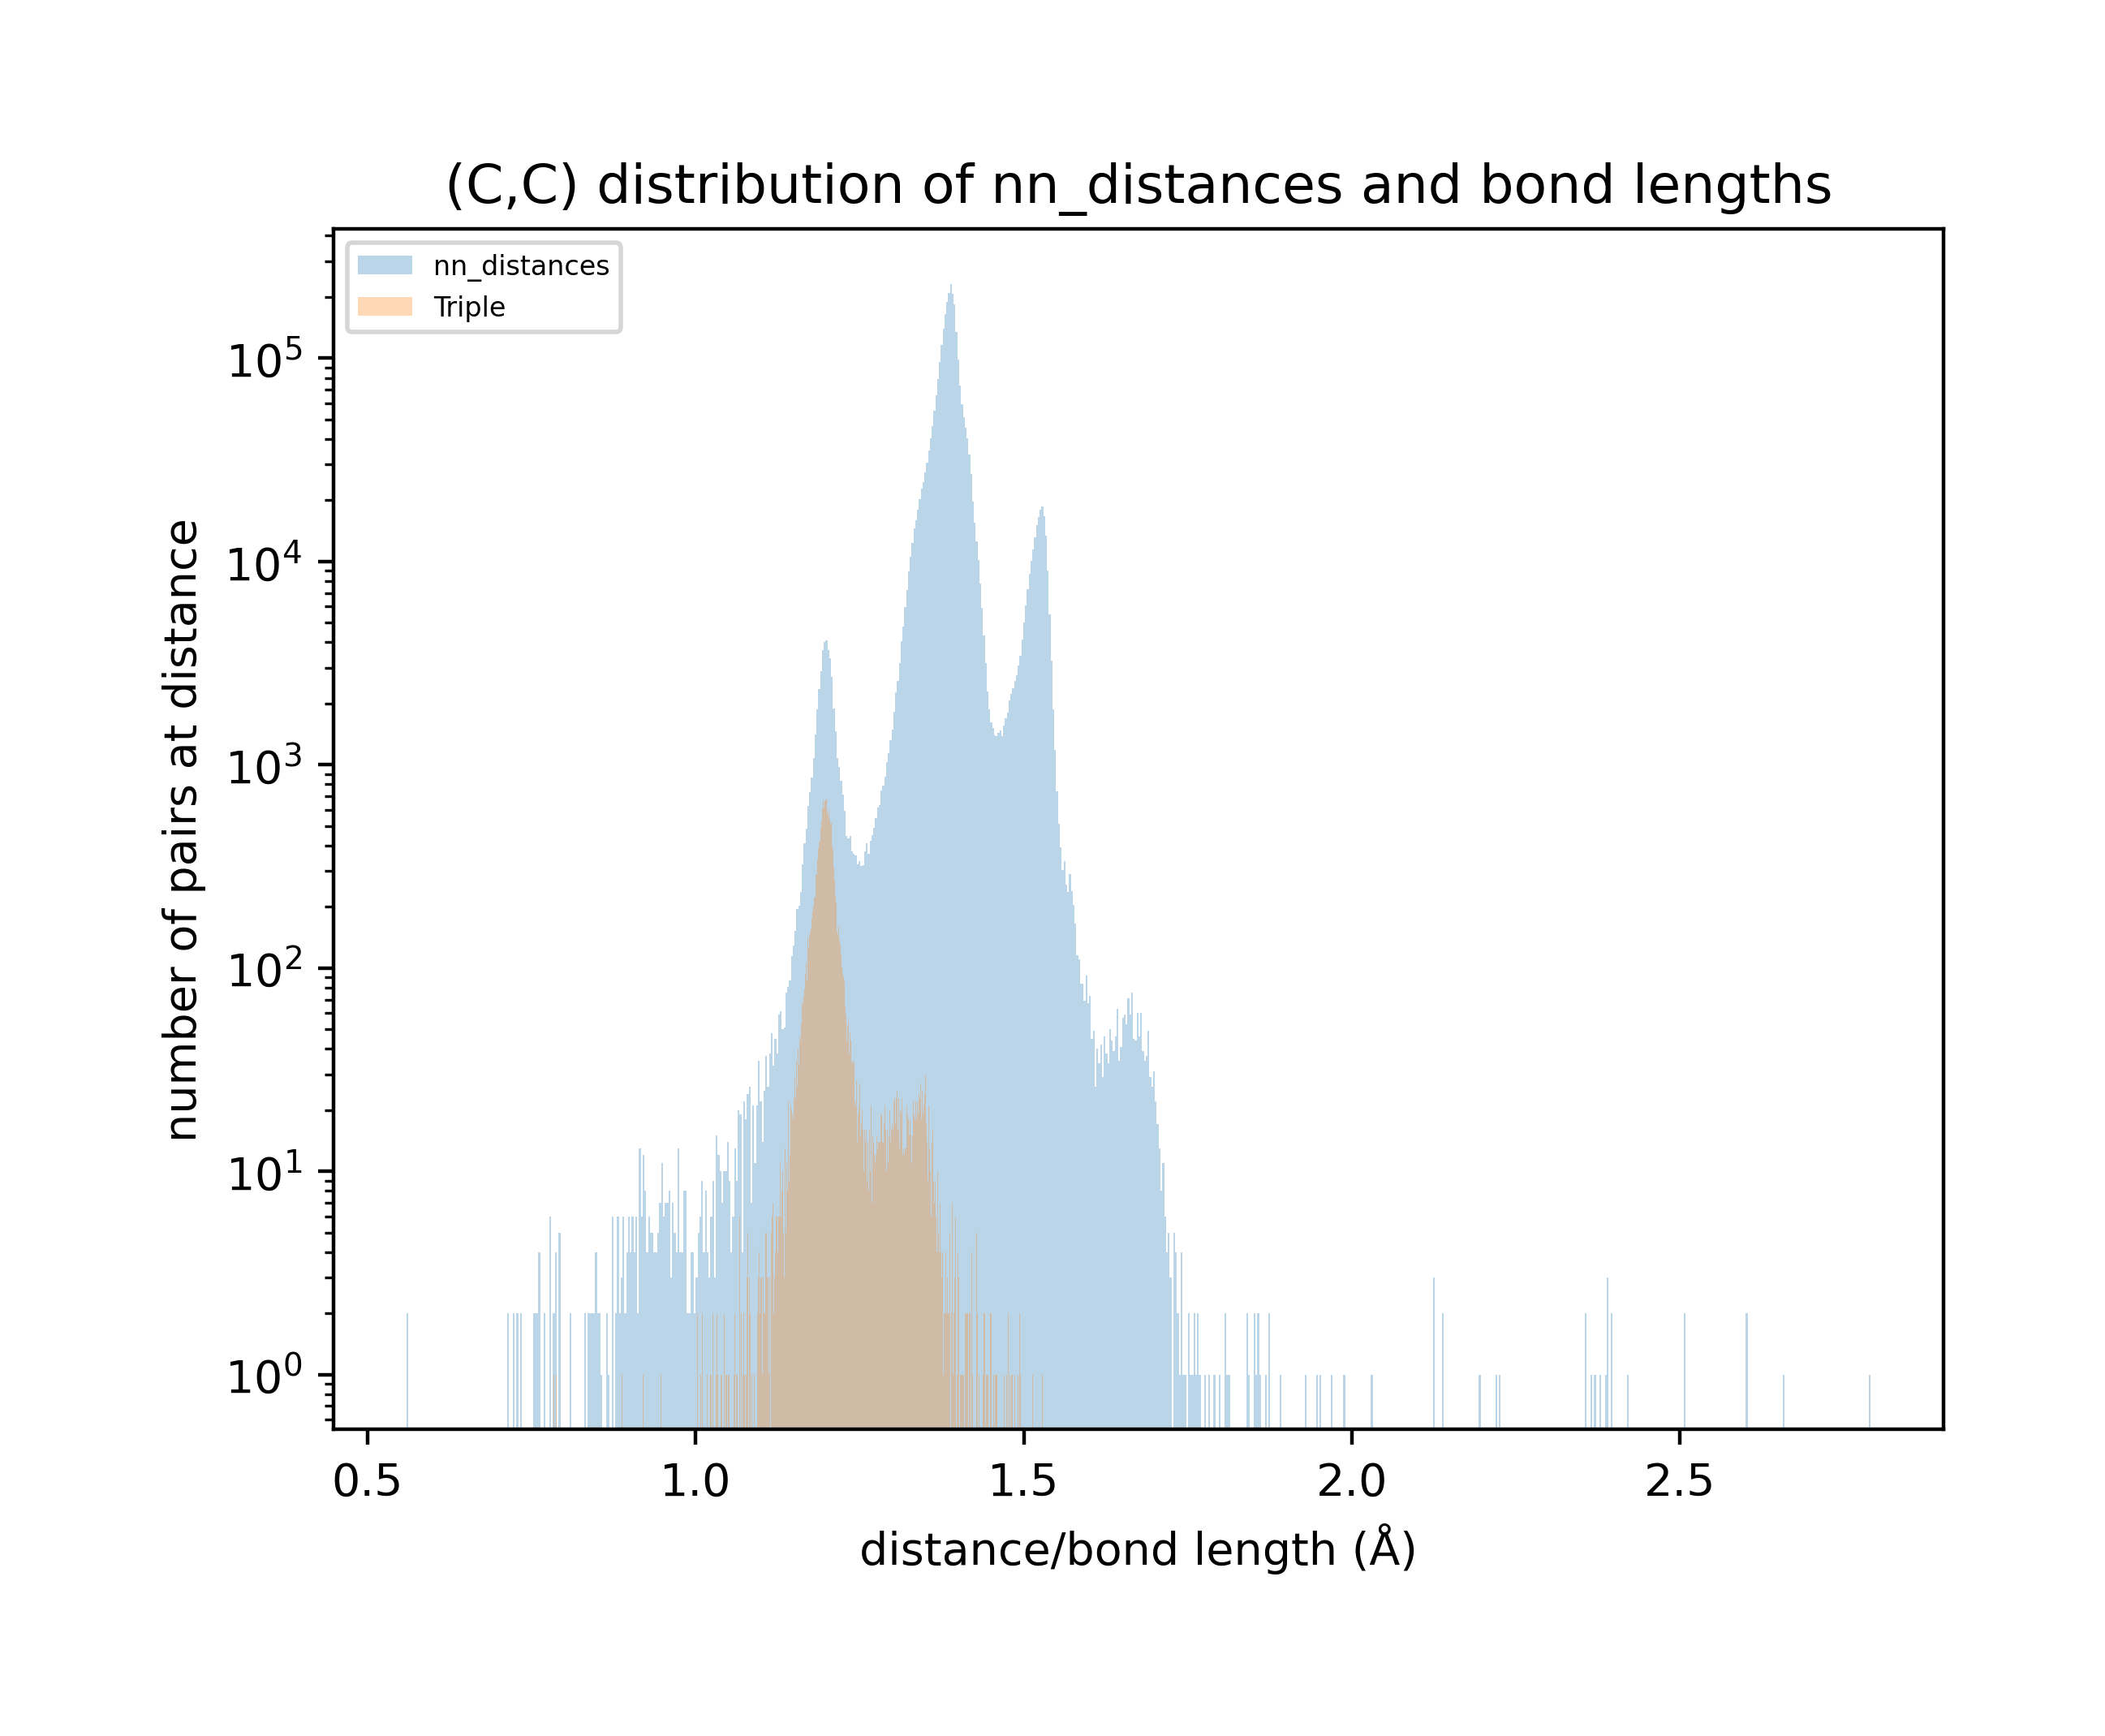 (C,C) distribution of nn_distances and bond lengths
nn_distances
Triple
10⁵
10⁴
10³
10²
10¹
10⁰
number of pairs at distance
0.5 1.0 1.5 2.0 2.5
distance/bond length (Å)